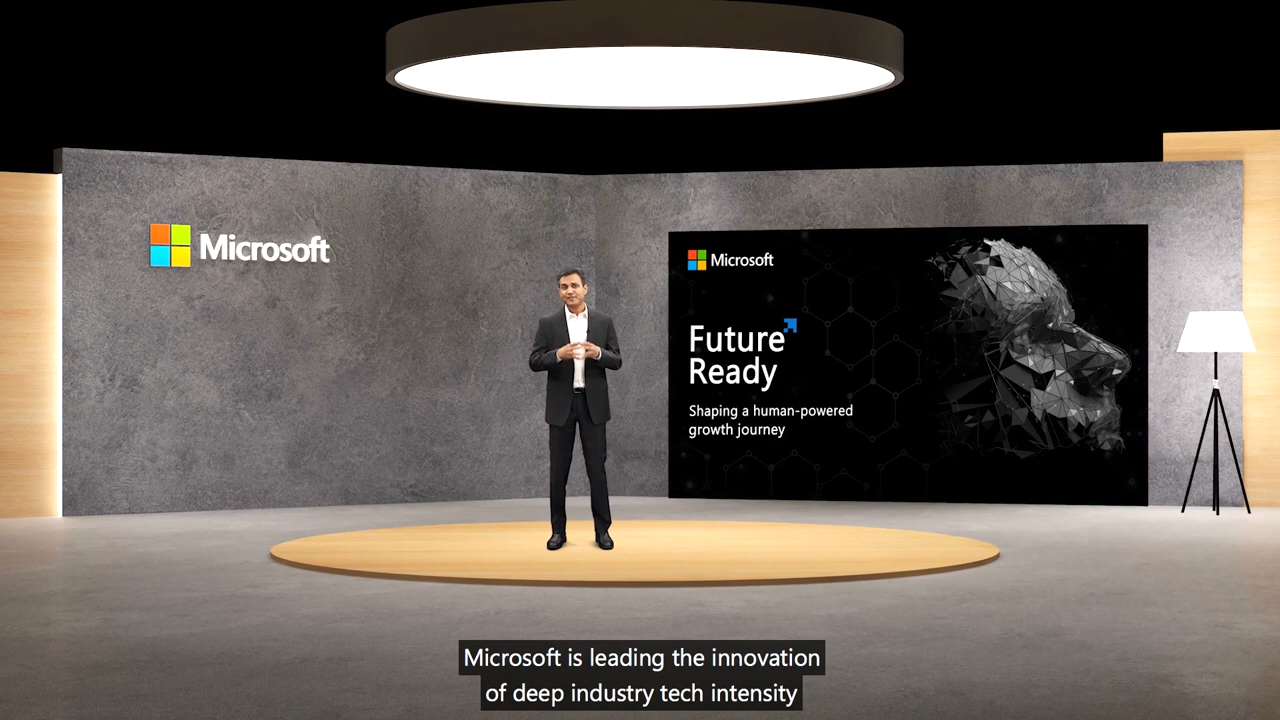 Microsoft
Microsoft
Future
Ready
Shaping a human-powered
growth journey
Microsoft is leading the innovation
of deep industry tech intensity